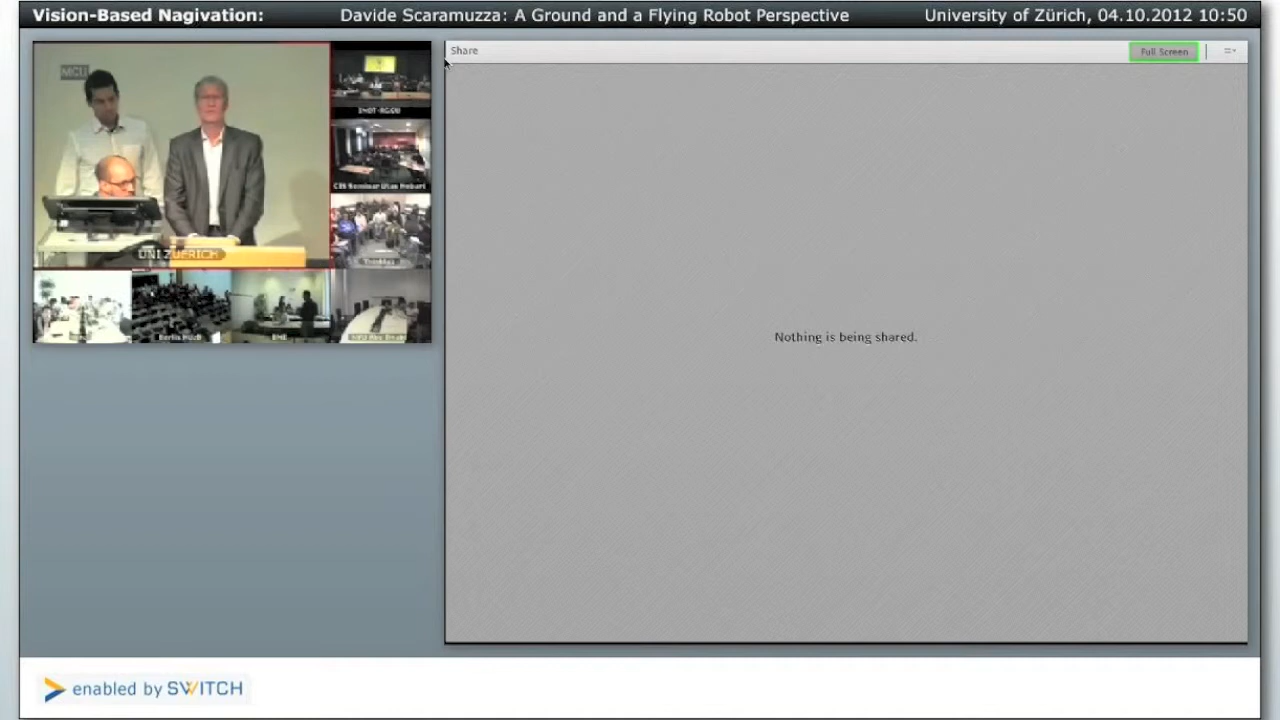 Vision-Based Nagivation: Davide Scaramuzza: A Ground and a Flying Robot Perspective University of Zürich, 04.10.2012 10:50
Share Full Screen
MCU
UNI ZUERICH
Nothing is being shared.
enabled by SWITCH